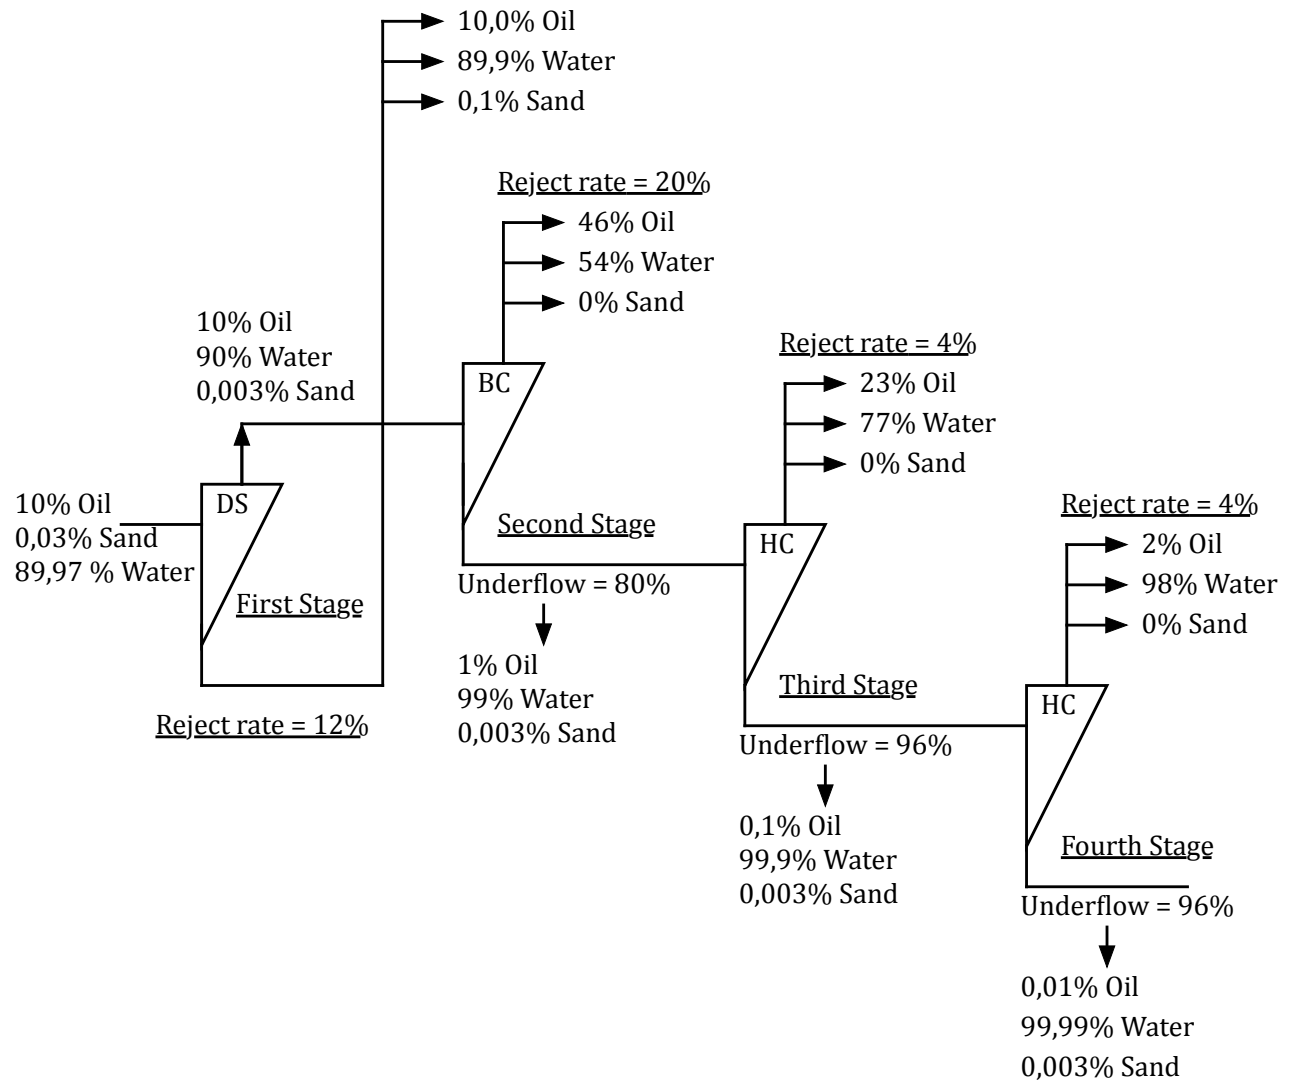 10,0% Oil
89,9% Water
0,1% Sand
Reject rate = 20%
46% Oil
54% Water
0% Sand
10% Oil
90% Water
0,003% Sand
BC
Reject rate = 4%
23% Oil
77% Water
0% Sand
10% Oil
0,03% Sand
89,97 % Water
DS
First Stage
Reject rate = 12%
Second Stage
Underflow = 80%
1% Oil
99% Water
0,003% Sand
HC
Reject rate = 4%
2% Oil
98% Water
0% Sand
Third Stage
Underflow = 96%
0,1% Oil
99,9% Water
0,003% Sand
HC
Fourth Stage
Underflow = 96%
0,01% Oil
99,99% Water
0,003% Sand